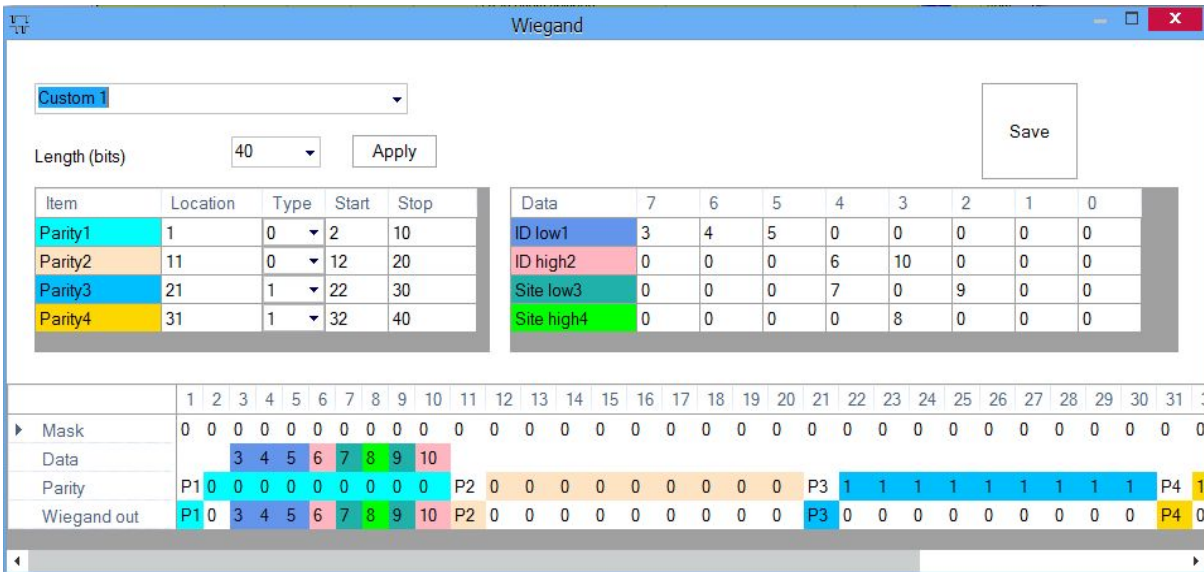 Wiegand
Custom 1
Save
Length (bits) 40 Apply
Item Location Type Start Stop
Parity1 1 0 2 10
Parity2 11 0 12 20
Parity3 21 1 22 30
Parity4 31 1 32 40
Data 7 6 5 4 3 2 1 0
ID low1 3 4 5 0 0 0 0 0
ID high2 0 0 0 6 10 0 0 0
Site low3 0 0 0 7 0 9 0 0
Site high4 0 0 0 0 8 0 0 0
1 2 3 4 5 6 7 8 9 10 11 12 13 14 15 16 17 18 19 20 21 22 23 24 25 26 27 28 29 30 31
Mask 0 0 0 0 0 0 0 0 0 0 0 0 0 0 0 0 0 0 0 0 0 0 0 0 0 0 0 0 0 0 0 0
Data 3 4 5 6 7 8 9 10
Parity P1 0 0 0 0 0 0 0 0 0 P2 0 0 0 0 0 0 0 0 0 P3 1 1 1 1 1 1 1 1 1 P4 1
Wiegand out P1 0 3 4 5 6 7 8 9 10 P2 0 0 0 0 0 0 0 0 0 P3 0 0 0 0 0 0 0 0 0 P4 0